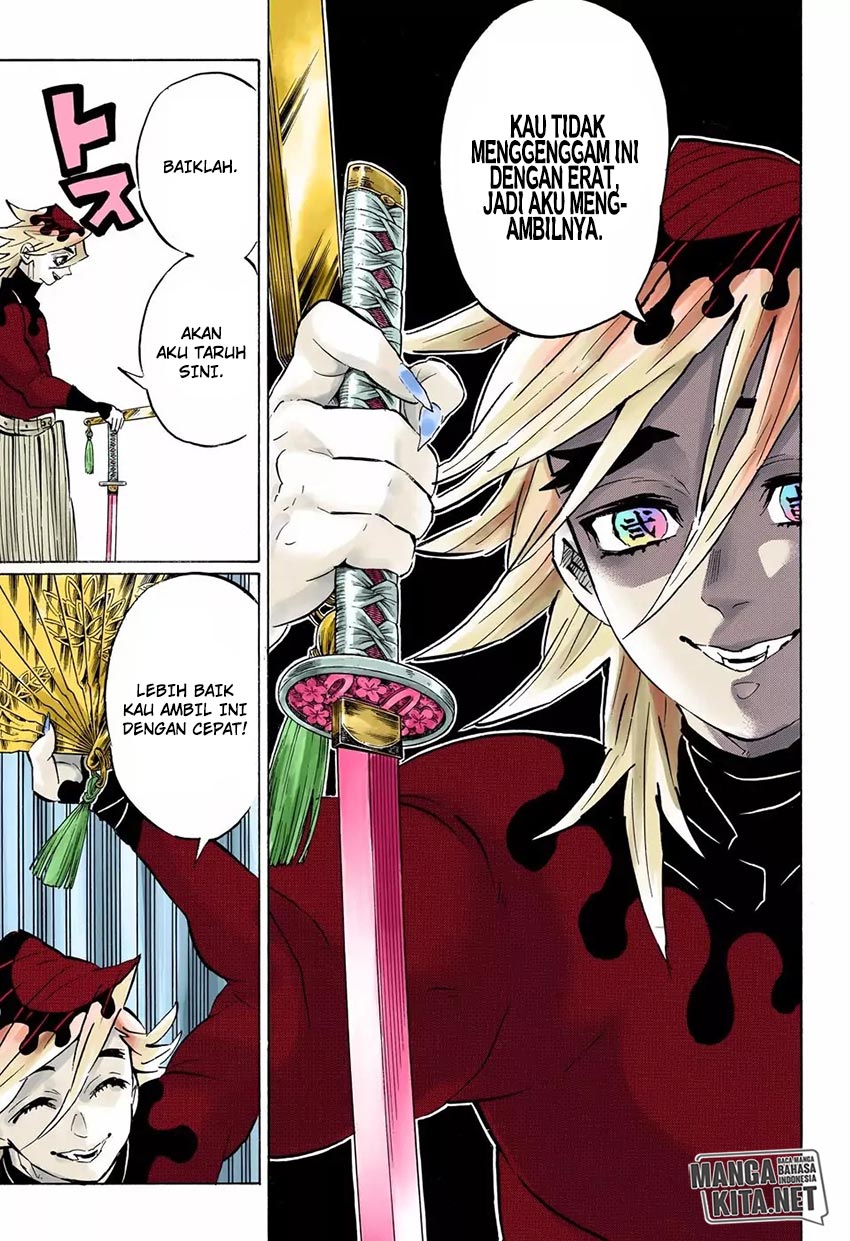 KAU TIDAK
MENGGENGGAM INI
DENGAN ERAT,
JADI AKU MENG-
AMBILNYA.
トス
BAIKLAH.
AKAN
AKU TARUH
SINI.
LEBIH BAIK
KAU AMBIL INI
DENGAN CEPAT!
弐
MANGA
BACA MANGA
BAHASA
INDONESIA
KITA.NET